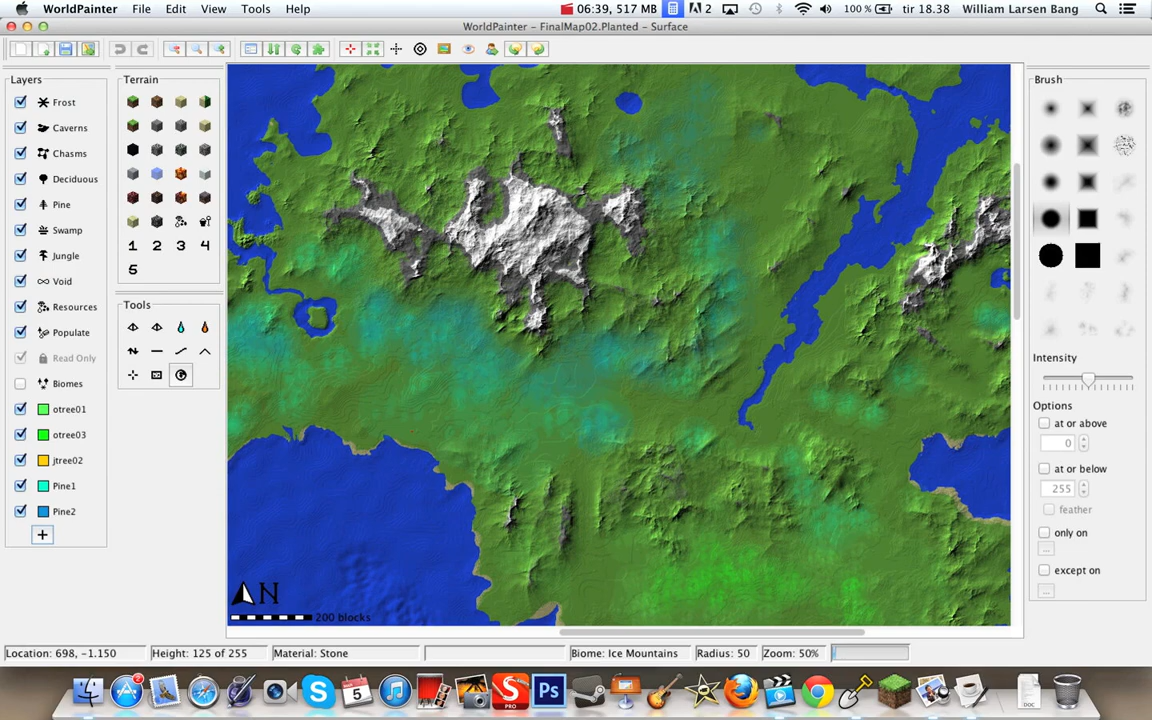 WorldPainter File Edit View Tools Help 06:39, 517 MB 2 100% tir 18.38 William Larsen Bang
WorldPainter - FinalMap02.Planted - Surface
Layers
Frost
Caverns
Chasms
Deciduous
Pine
Swamp
Jungle
Void
Resources
Populate
Read Only
Biomes
otree01
otree03
jtree02
Pine1
Pine2
+
Terrain
1 2 3 4
5
Tools
N
200 blocks
Brush
Intensity
Options
at or above
0
at or below
255
feather
only on
...
except on
...
Location: 698, -1.150 Height: 125 of 255 Material: Stone Biome: Ice Mountains Radius: 50 Zoom: 50%
2 5 S PRO Ps DOC